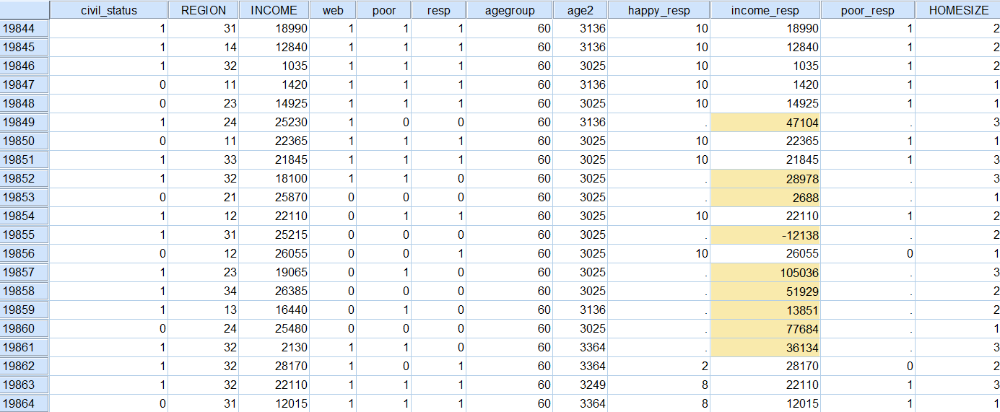 civil_status REGION INCOME web poor resp agegroup age2 happy_resp income_resp poor_resp HOMESIZE
19844 1 31 18990 1 1 1 60 3136 10 18990 1 2
19845 1 14 12840 1 1 1 60 3136 10 12840 1 2
19846 1 32 1035 1 1 1 60 3025 10 1035 1 2
19847 0 11 1420 1 1 1 60 3136 10 1420 1 1
19848 0 23 14925 1 1 1 60 3025 10 14925 1 1
19849 1 24 25230 1 0 0 60 3136 . 47104 . 3
19850 0 11 22365 1 1 1 60 3025 10 22365 1 1
19851 1 33 21845 1 1 1 60 3025 10 21845 1 3
19852 1 32 18100 1 1 0 60 3025 . 28978 . 3
19853 0 21 25870 0 0 0 60 3025 . 2688 . 1
19854 1 12 22110 0 1 1 60 3025 10 22110 1 2
19855 1 31 25215 0 0 0 60 3025 . -12138 . 2
19856 0 12 26055 0 0 1 60 3025 10 26055 0 1
19857 1 23 19065 0 1 0 60 3025 . 105036 . 3
19858 1 34 26385 0 0 0 60 3025 . 51929 . 2
19859 1 13 16440 0 1 0 60 3136 . 13851 . 2
19860 0 24 25480 0 0 0 60 3025 . 77684 . 1
19861 1 32 2130 1 1 0 60 3364 . 36134 . 3
19862 1 32 28170 1 0 1 60 3364 2 28170 0 2
19863 1 32 22110 1 1 1 60 3249 8 22110 1 3
19864 0 31 12015 1 1 1 60 3364 8 12015 1 1